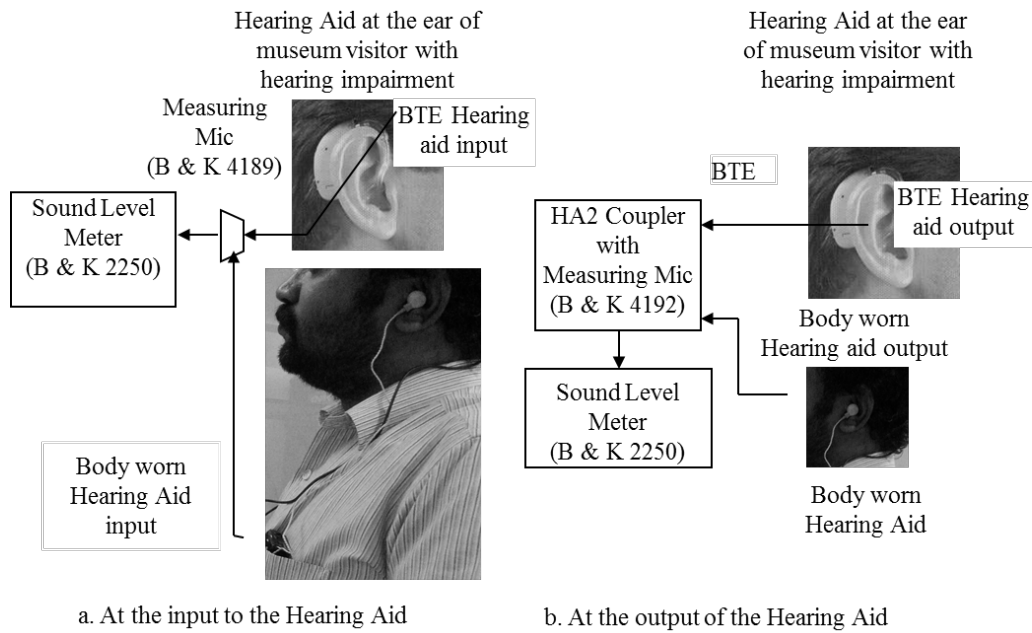 Hearing Aid at the ear of
museum visitor with
hearing impairment
Measuring
Mic
(B & K 4189)
BTE Hearing
aid input
Sound Level
Meter
(B & K 2250)
Body worn
Hearing Aid
input
a. At the input to the Hearing Aid
Hearing Aid at the ear
of museum visitor with
hearing impairment
BTE
BTE Hearing
aid output
HA2 Coupler
with
Measuring Mic
(B & K 4192)
Body worn
Hearing aid output
Sound Level
Meter
(B & K 2250)
Body worn
Hearing Aid
b. At the output of the Hearing Aid